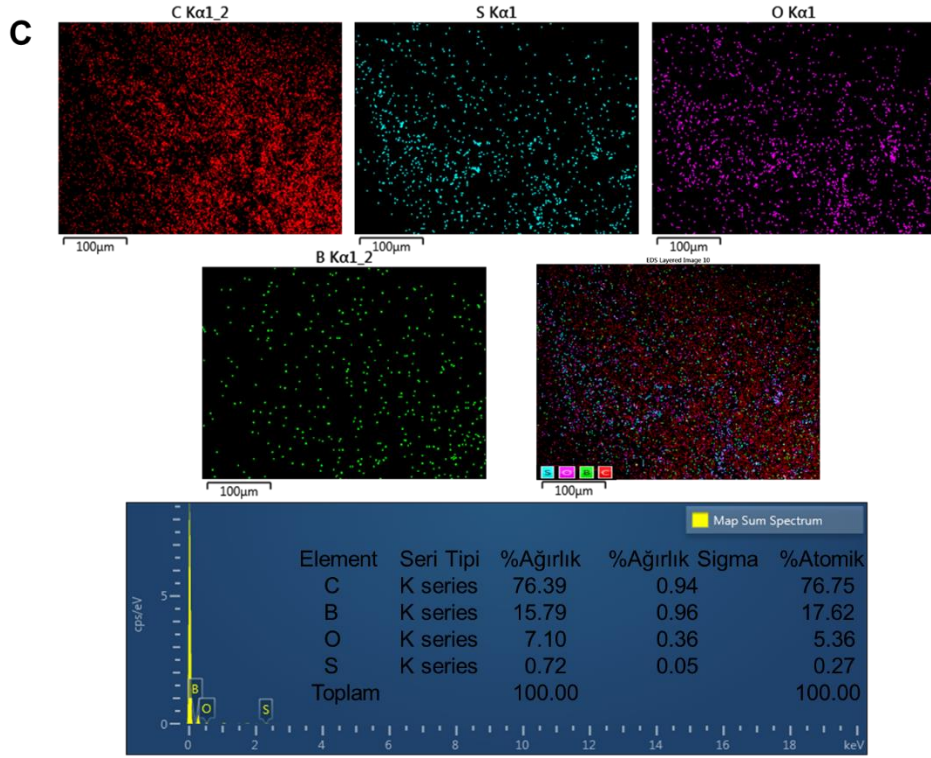 C
C Kα1_2
S Kα1
O Kα1
100μm
100μm
100μm
B Kα1_2
EDS Layered Image 10
S O B C
100μm
100μm
Map Sum Spectrum
Element Seri Tipi %Ağırlık %Ağırlık Sigma %Atomik
C K series 76.39 0.94 76.75
B K series 15.79 0.96 17.62
O K series 7.10 0.36 5.36
S K series 0.72 0.05 0.27
Toplam 100.00 100.00
cps/eV
5
0
B
O
S
0 2 4 6 8 10 12 14 16 18 keV